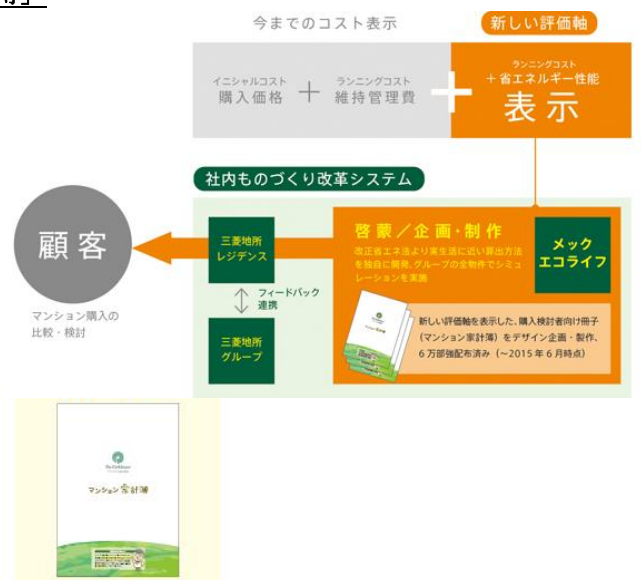 今までのコスト表示
新しい評価軸
イニシャルコスト
購入価格
+
ランニングコスト
維持管理費
+
ランニングコスト
+省エネルギー性能
表示
社内ものづくり改革システム
顧客
マンション購入の
比較・検討
三菱地所
レジデンス
フィードバック
連携
三菱地所
グループ
啓蒙/企画・制作
改正省エネ法より実生活に近い算出方法
を独自に開発、グループの全物件でシミュ
レーションを実施
メック
エコライフ
新しい評価軸を表示した、購入検討者向け冊子
(マンション家計簿)をデザイン企画・製作、
6万部強配布済み(~2015年6月時点)
マンション家計簿